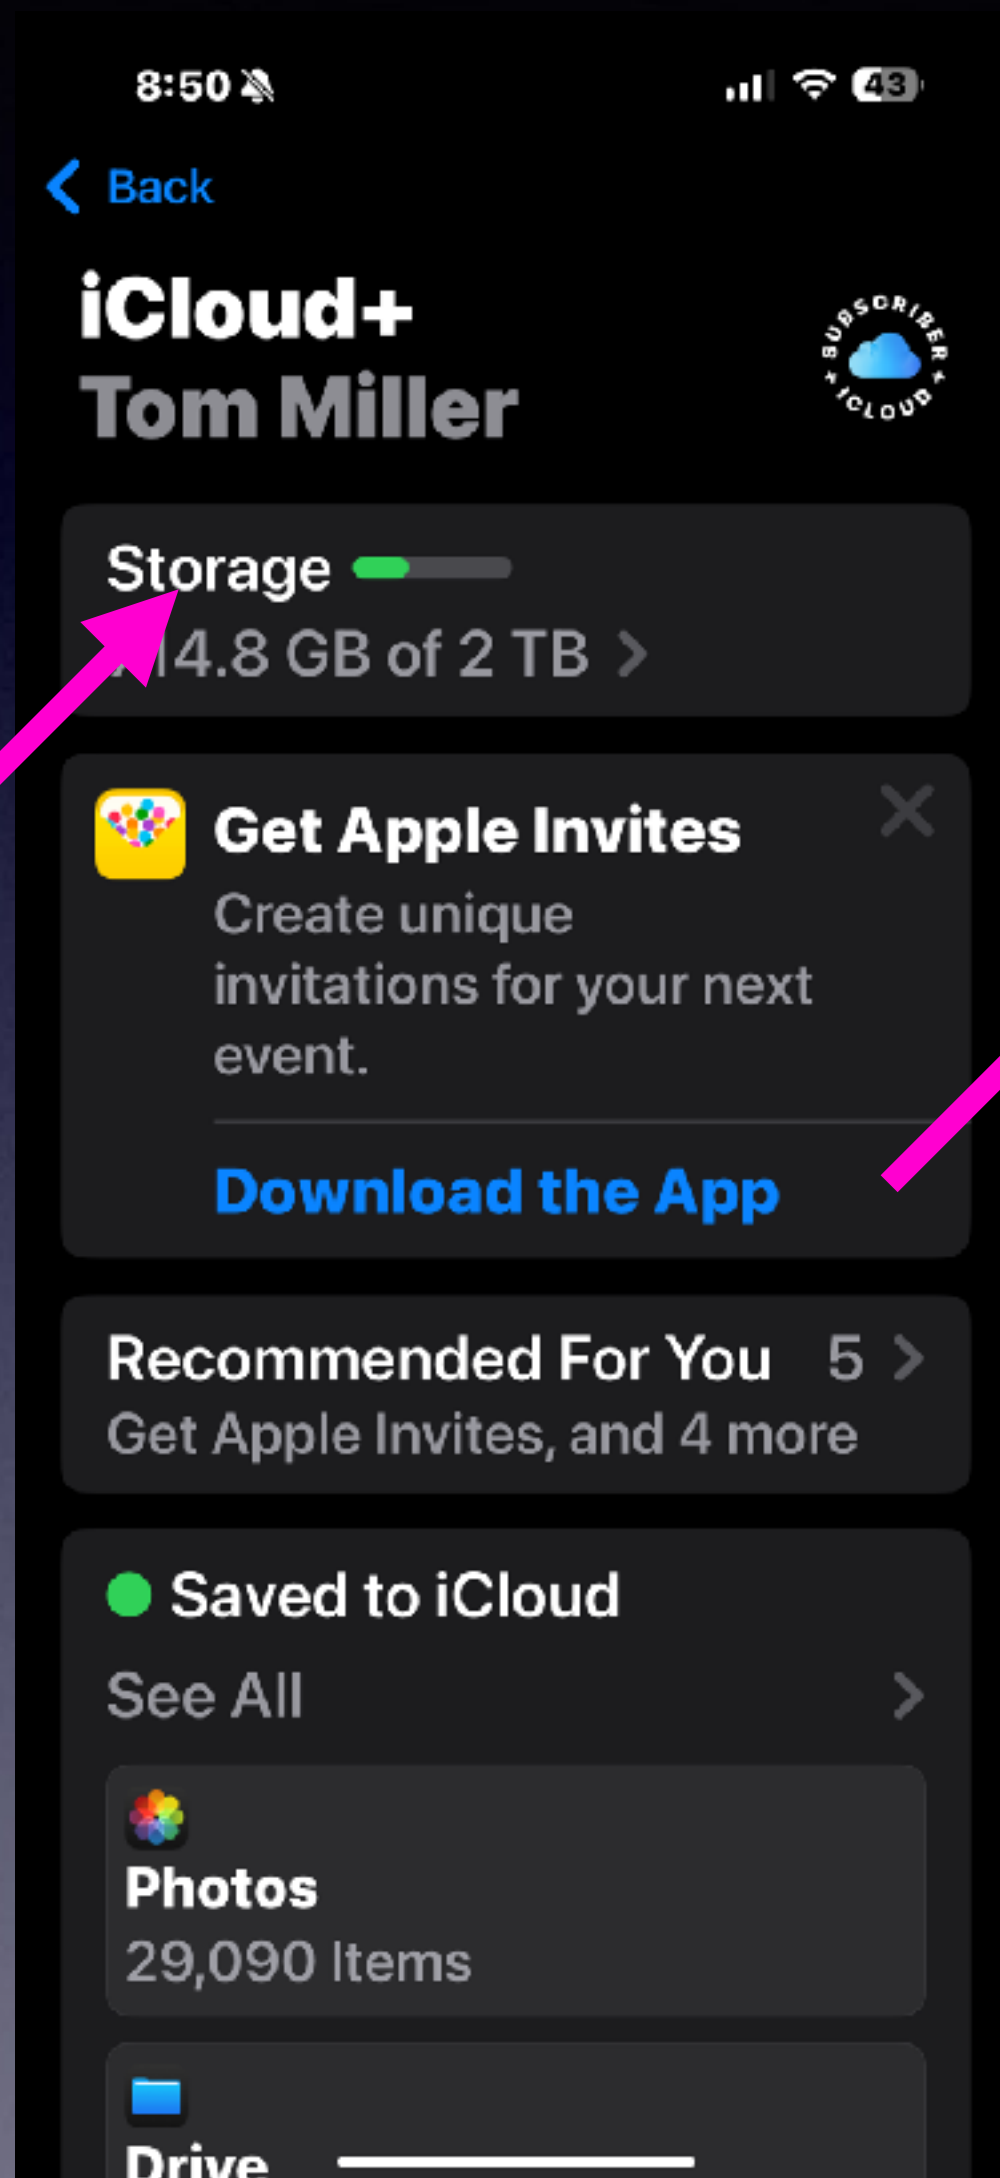 8:50
43
Back
iCloud+
SUBSCRIBER
ICLOUD
Tom Miller
Storage
14.8 GB of 2 TB
Get Apple Invites
Create unique
invitations for your next
event.
Download the App
Recommended For You 5
Get Apple Invites, and 4 more
Saved to iCloud
See All
Photos
29,090 Items
Drive